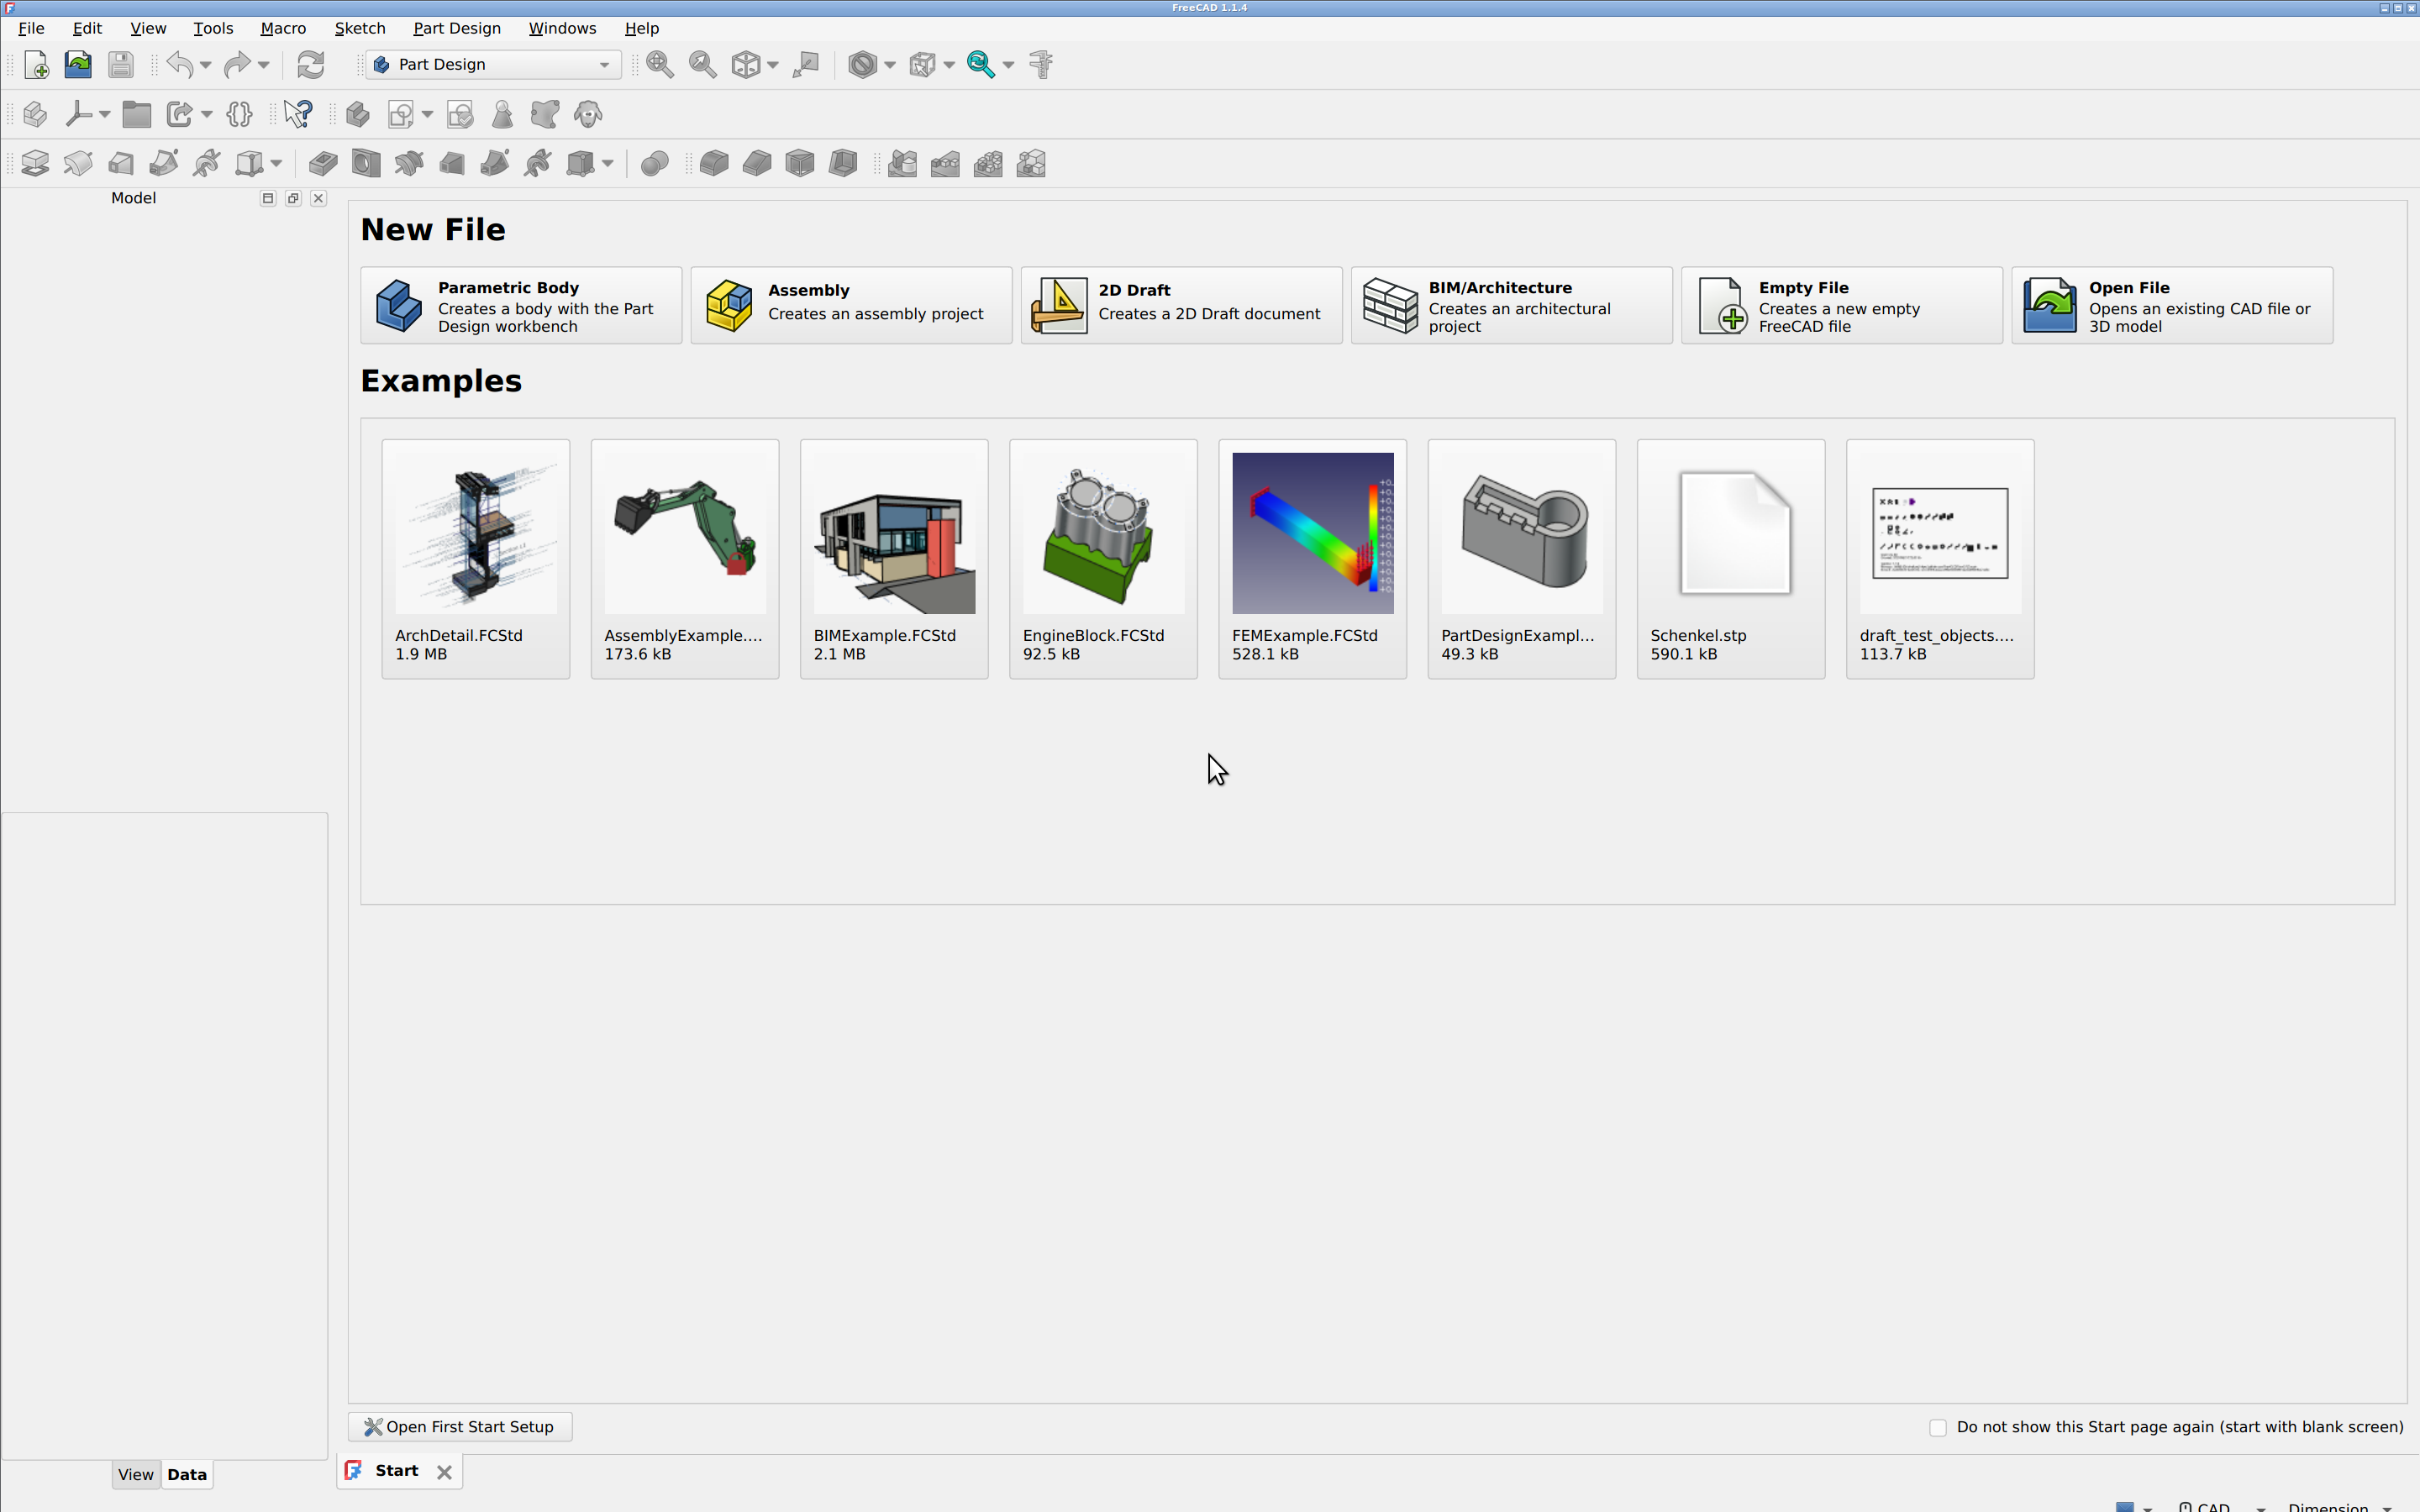 FreeCAD 1.1.4
File Edit View Tools Macro Sketch Part Design Windows Help
Part Design
Model
New File
Parametric Body
Creates a body with the Part
Design workbench
Assembly
Creates an assembly project
2D Draft
Creates a 2D Draft document
BIM/Architecture
Creates an architectural
project
Empty File
Creates a new empty
FreeCAD file
Open File
Opens an existing CAD file or
3D model
Examples
ArchDetail.FCStd
1.9 MB
AssemblyExample....
173.6 kB
BIMExample.FCStd
2.1 MB
EngineBlock.FCStd
92.5 kB
FEMExample.FCStd
528.1 kB
PartDesignExampl...
49.3 kB
Schenkel.stp
590.1 kB
draft_test_objects....
113.7 kB
Open First Start Setup
Do not show this Start page again (start with blank screen)
View Data
Start
CAD
Dimension